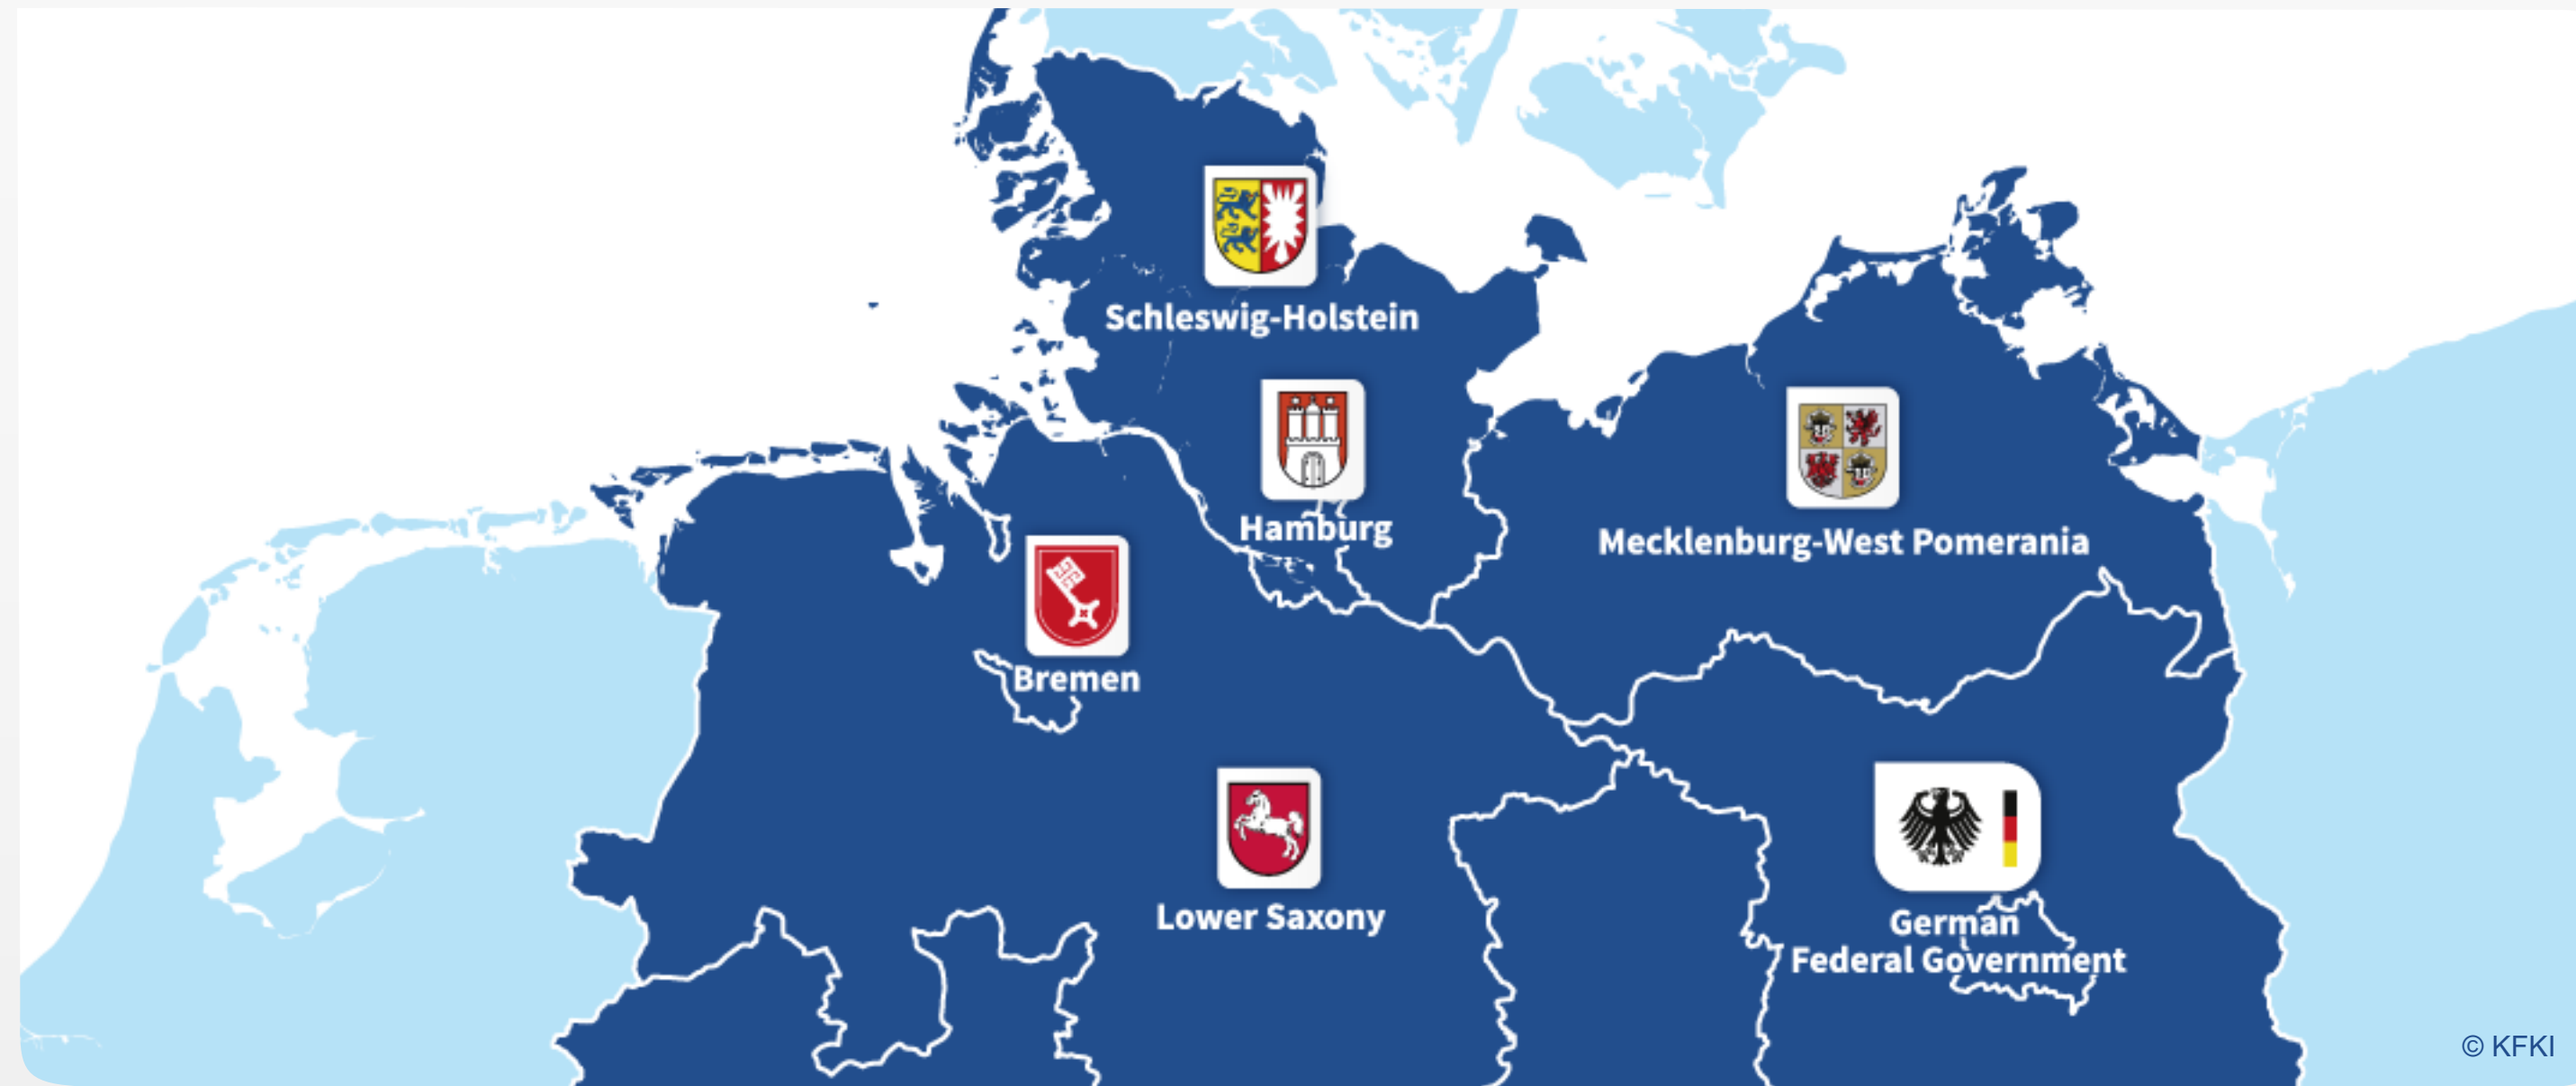 Schleswig-Holstein
Hamburg
Mecklenburg-West Pomerania
Bremen
Lower Saxony
German
Federal Government
© KFKI